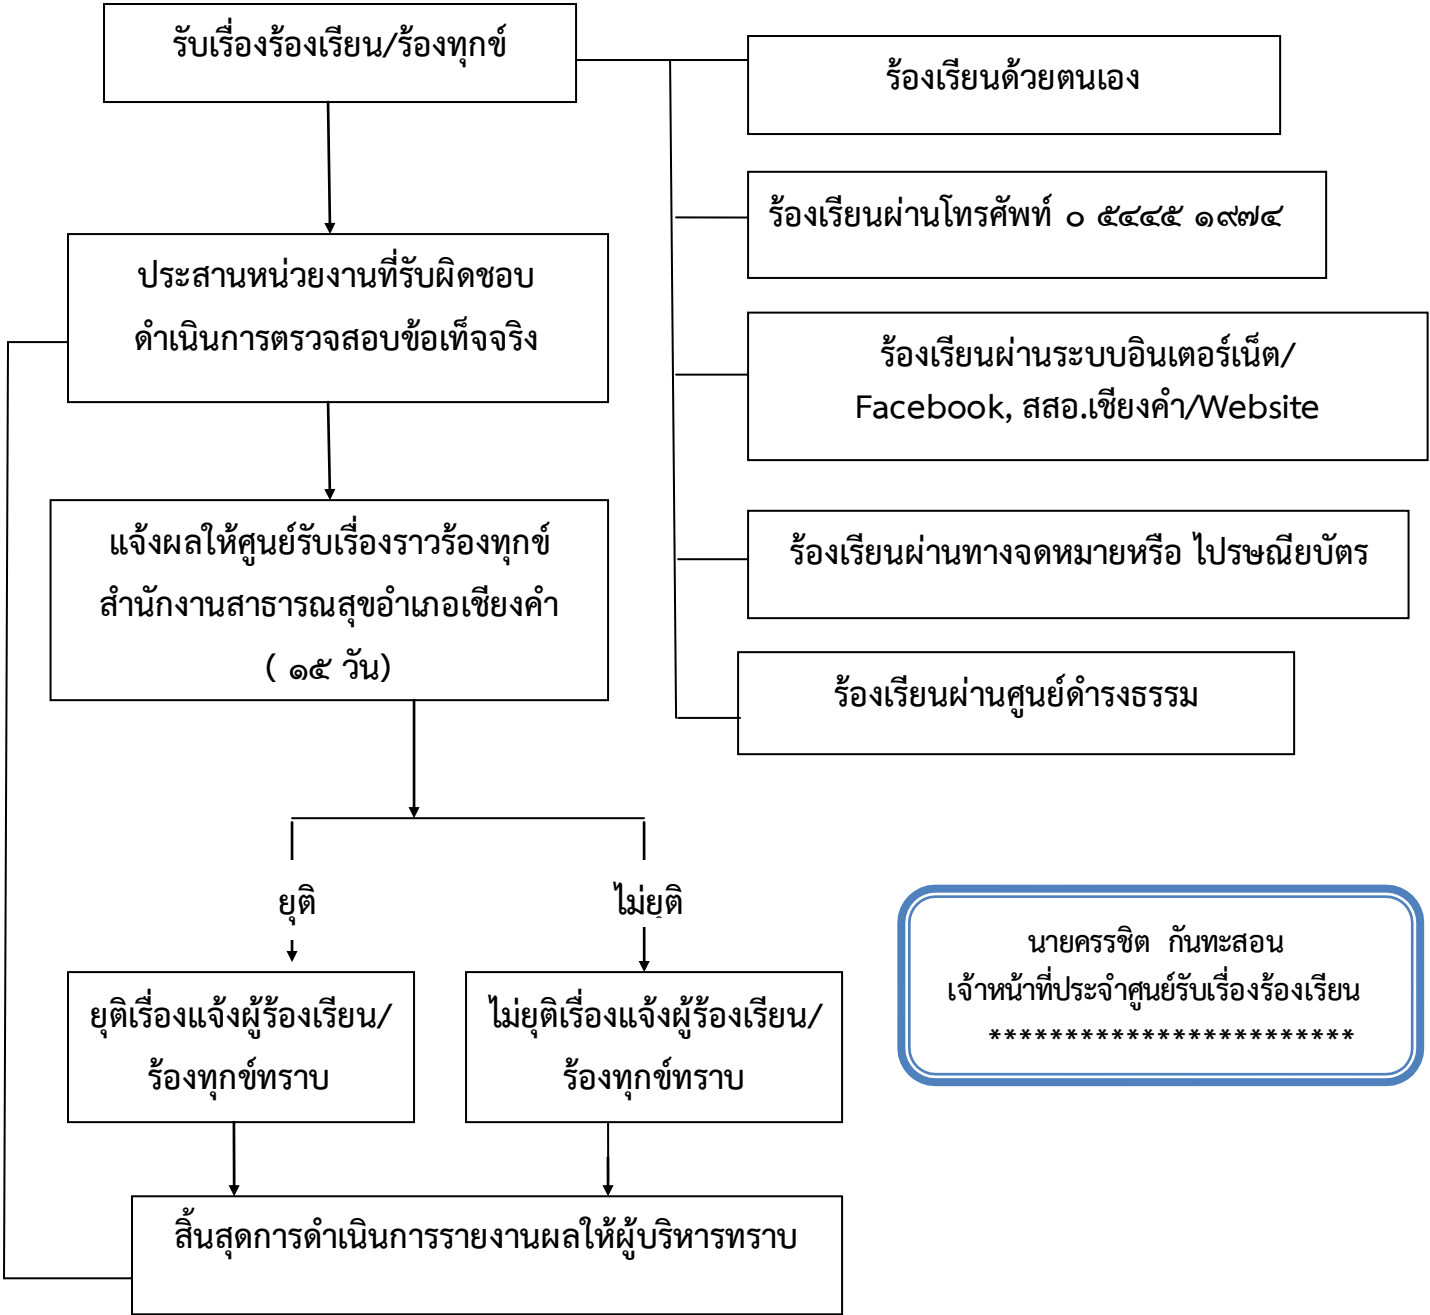 รับเรื่องร้องเรียน/ร้องทุกข์
ร้องเรียนด้วยตนเอง
ร้องเรียนผ่านโทรศัพท์ ๐ ๕๔๔๕ ๑๙๗๔
ประสานหน่วยงานที่รับผิดชอบ
ดำเนินการตรวจสอบข้อเท็จจริง
ร้องเรียนผ่านระบบอินเตอร์เน็ต/
Facebook, สสอ.เชียงคำ/Website
แจ้งผลให้ศูนย์รับเรื่องราวร้องทุกข์
สำนักงานสาธารณสุขอำเภอเชียงคำ
( ๑๕ วัน)
ร้องเรียนผ่านทางจดหมายหรือ ไปรษณียบัตร
ร้องเรียนผ่านศูนย์ดำรงธรรม
ยุติ
ไม่ยุติ
ยุติเรื่องแจ้งผู้ร้องเรียน/
ร้องทุกข์ทราบ
ไม่ยุติเรื่องแจ้งผู้ร้องเรียน/
ร้องทุกข์ทราบ
นายครรชิต กันทะสอน
เจ้าหน้าที่ประจำศูนย์รับเรื่องร้องเรียน
************************
สิ้นสุดการดำเนินการรายงานผลให้ผู้บริหารทราบ